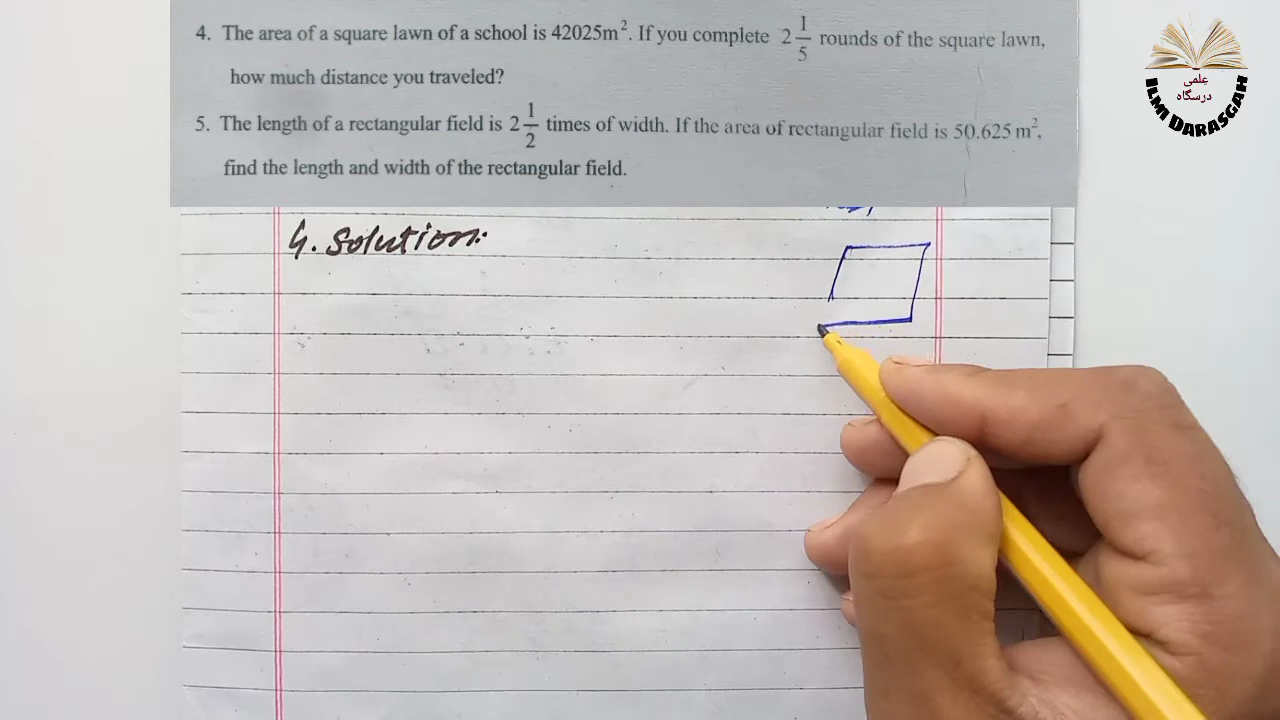 4. The area of a square lawn of a school is 42025m². If you complete 2 1/5 rounds of the square lawn,
how much distance you traveled?
5. The length of a rectangular field is 2 1/2 times of width. If the area of rectangular field is 50.625 m²,
find the length and width of the rectangular field.
علمی
درسگاہ
ILM DARASGAH
4. Solution: